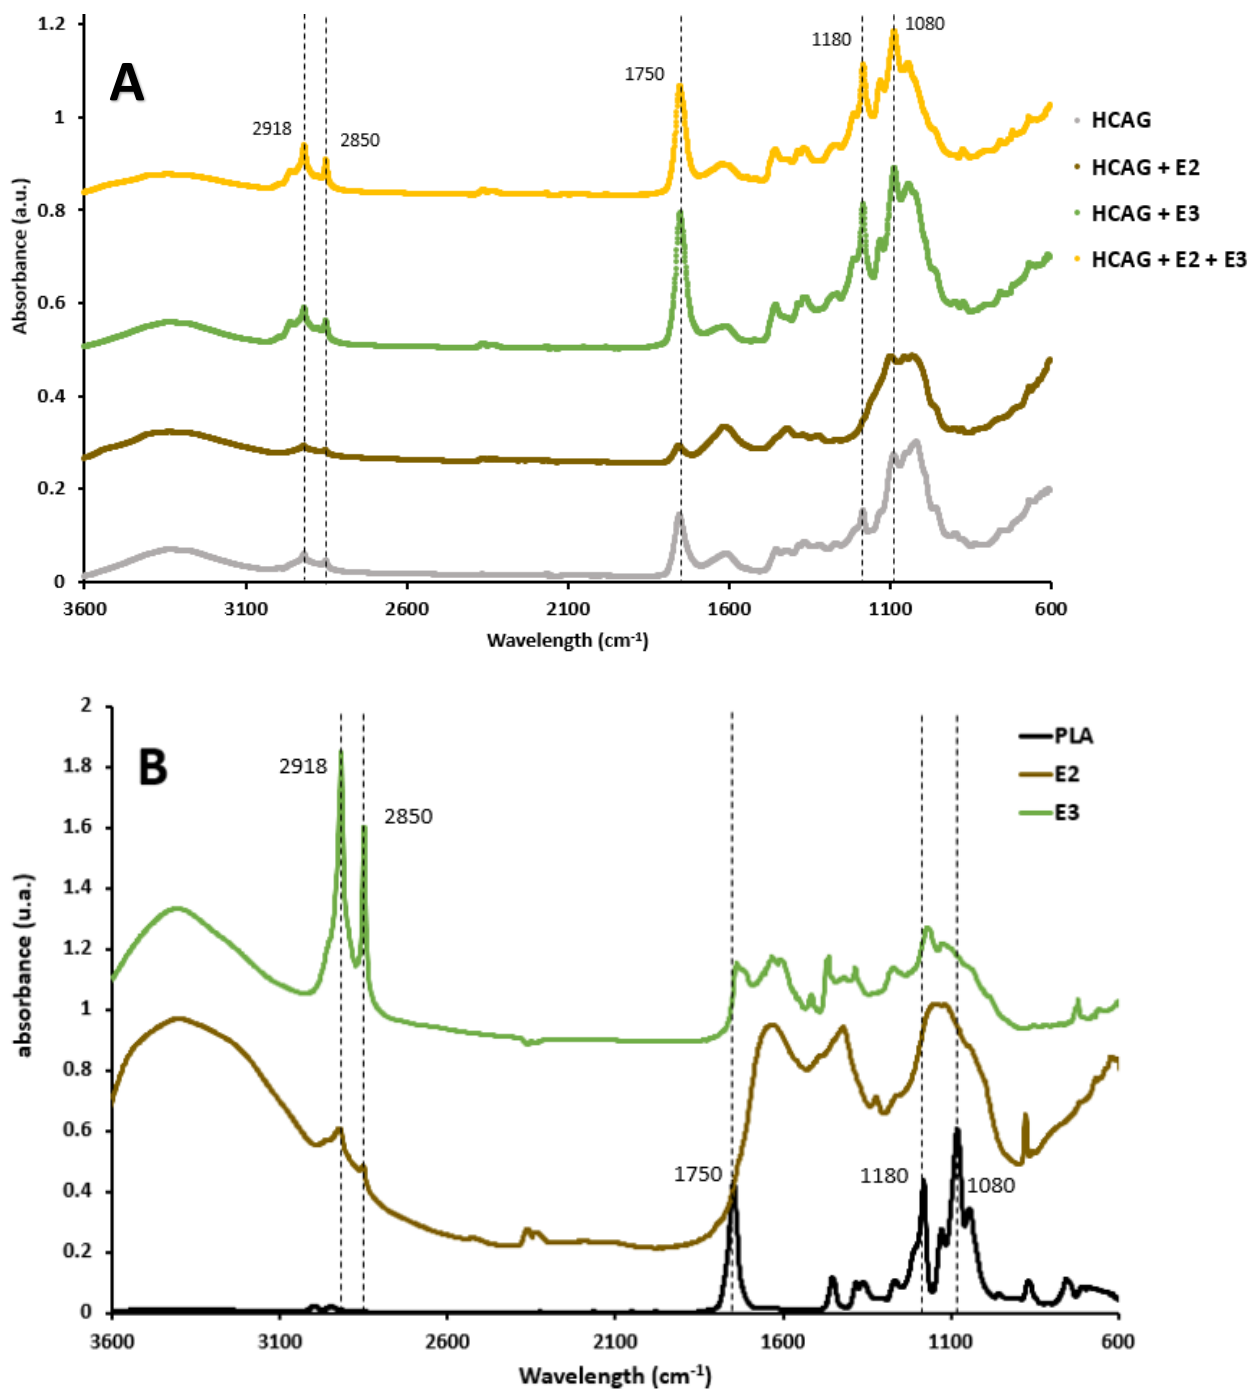 1.2
1
0.8
0.6
0.4
0.2
0
Absorbance (a.u.)
A
2918
2850
1750
1180
1080
HCAG
HCAG + E2
HCAG + E3
HCAG + E2 + E3
3600 3100 2600 2100 1600 1100 600
Wavelength (cm⁻¹)
2
1.8
1.6
1.4
1.2
1
0.8
0.6
0.4
0.2
0
absorbance (u.a.)
B
2918
2850
1750
1180
1080
PLA
E2
E3
3600 3100 2600 2100 1600 1100 600
Wavelength (cm⁻¹)